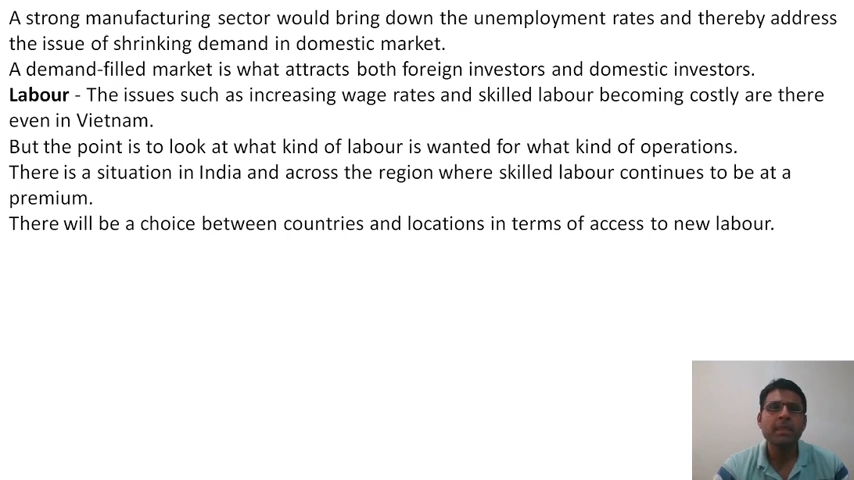 A strong manufacturing sector would bring down the unemployment rates and thereby address
the issue of shrinking demand in domestic market.
A demand-filled market is what attracts both foreign investors and domestic investors.
Labour - The issues such as increasing wage rates and skilled labour becoming costly are there
even in Vietnam.
But the point is to look at what kind of labour is wanted for what kind of operations.
There is a situation in India and across the region where skilled labour continues to be at a
premium.
There will be a choice between countries and locations in terms of access to new labour.